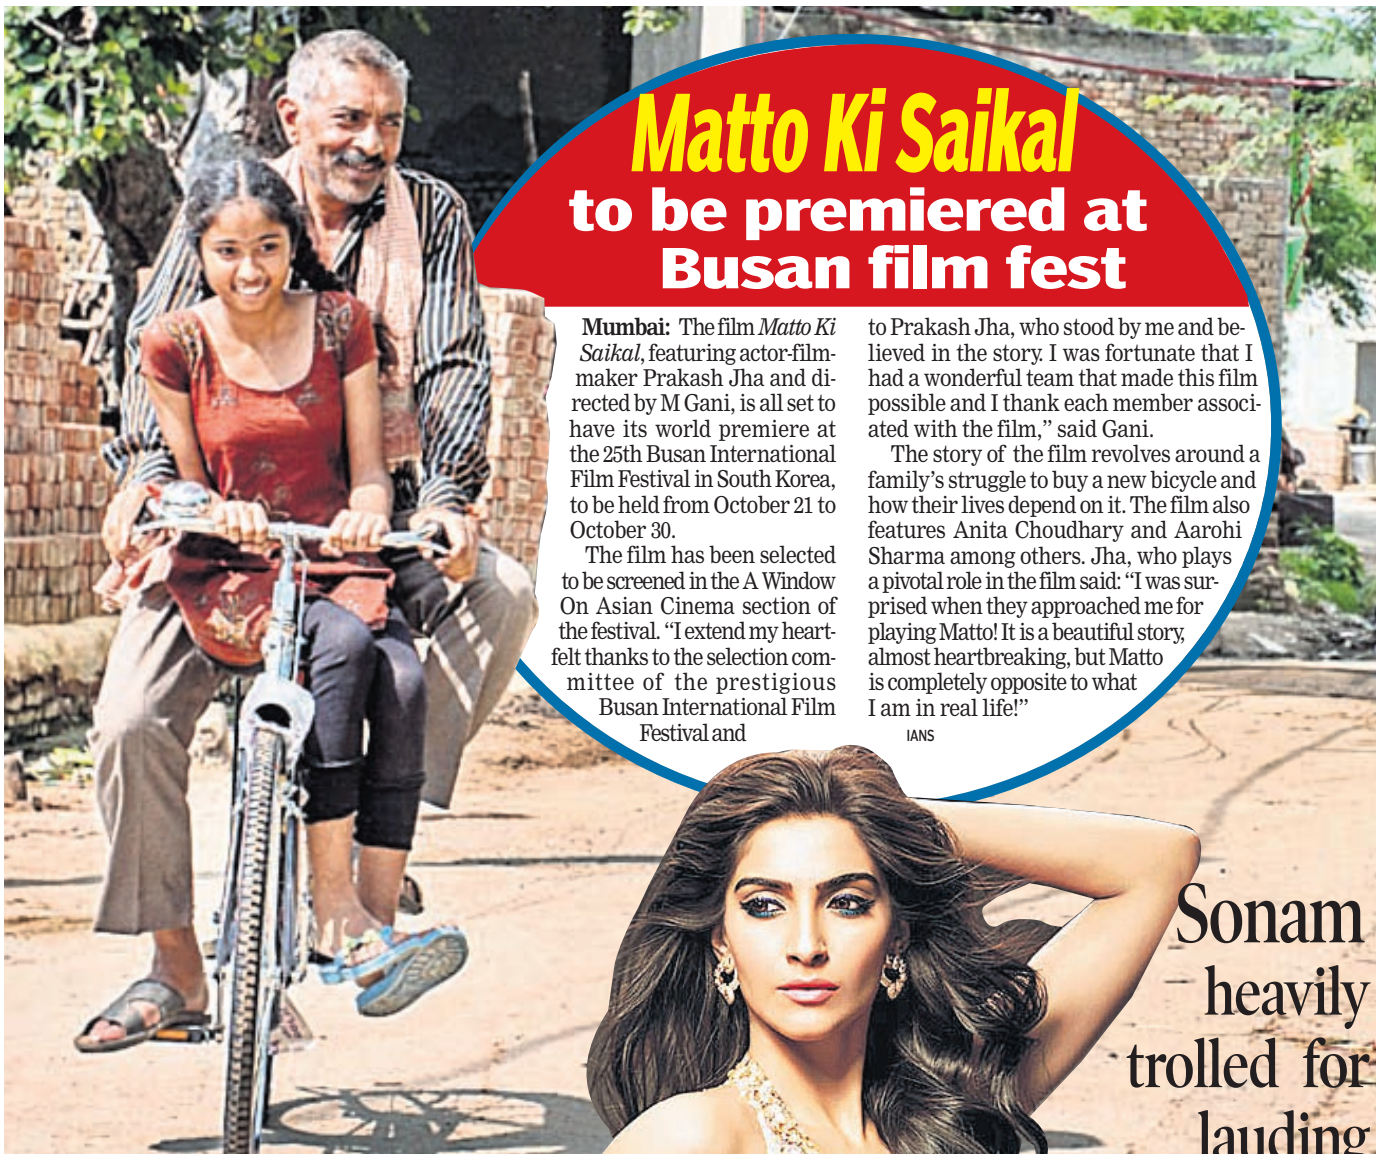 Matto Ki Saikal
to be premiered at
Busan film fest
Mumbai: The film Matto Ki
Saikal, featuring actor-film-
maker Prakash Jha and di-
rected by M Gani, is all set to
have its world premiere at
the 25th Busan International
Film Festival in South Korea,
to be held from October 21 to
October 30.
The film has been selected
to be screened in the A Window
On Asian Cinema section of
the festival. “I extend my heart-
felt thanks to the selection com-
mittee of the prestigious
Busan International Film
Festival and
to Prakash Jha, who stood by me and be-
lieved in the story. I was fortunate that I
had a wonderful team that made this film
possible and I thank each member associ-
ated with the film,” said Gani.
The story of the film revolves around a
family’s struggle to buy a new bicycle and
how their lives depend on it. The film also
features Anita Choudhary and Aarohi
Sharma among others. Jha, who plays
a pivotal role in the film said: “I was sur-
prised when they approached me for
playing Matto! It is a beautiful story,
almost heartbreaking, but Matto
is completely opposite to what
I am in real life!”
IANS
Sonam
heavily
trolled for
lauding